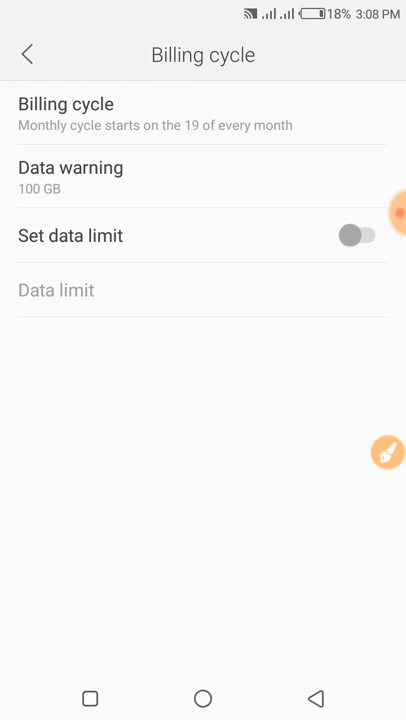 18% 3:08 PM
Billing cycle
Billing cycle
Monthly cycle starts on the 19 of every month
Data warning
100 GB
Set data limit
Data limit